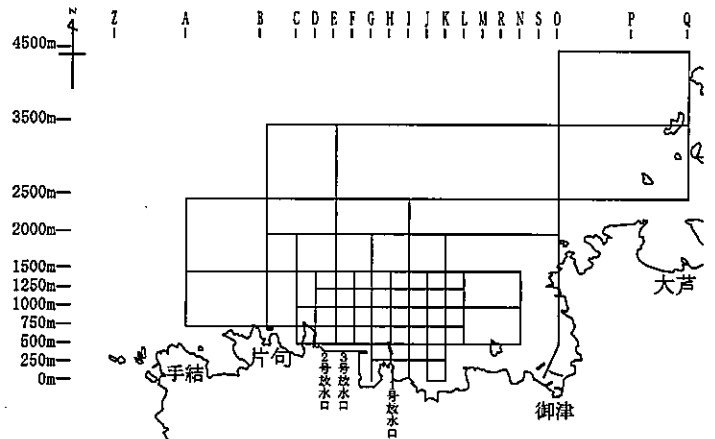 N
Z A B C D E F G H I J K L M R N S O P Q
4500m
3500m
2500m
2000m
1500m
1250m
1000m
750m
500m
250m
0m
手結
片句
2号放水口
3号放水口
1号放水口
御津
大芦